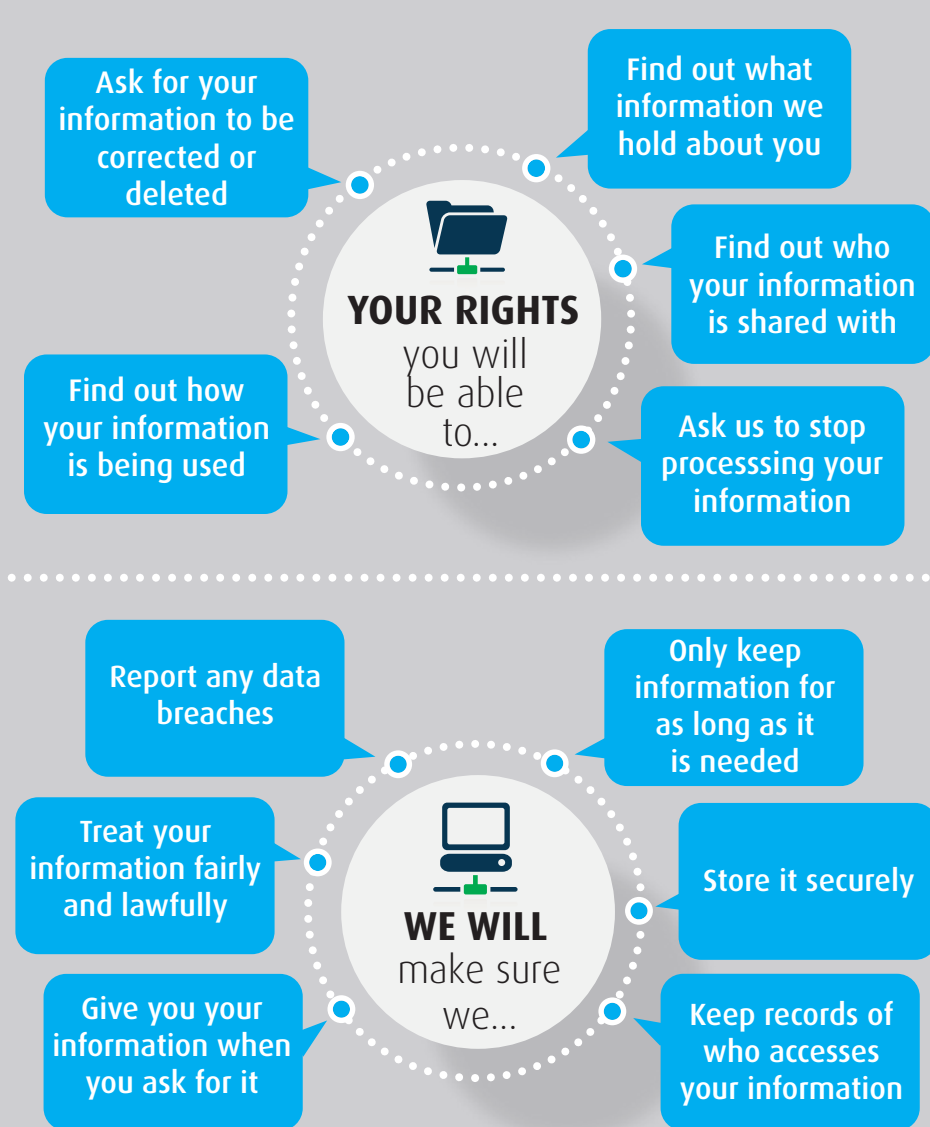 Ask for your
information to be
corrected or
deleted
Find out what
information we
hold about you
Find out who
your information
is shared with
YOUR RIGHTS
you will
be able
to...
Find out how
your information
is being used
Ask us to stop
processsing your
information
Report any data
breaches
Only keep
information for
as long as it
is needed
Treat your
information fairly
and lawfully
Store it securely
WE WILL
make sure
we...
Give you your
information when
you ask for it
Keep records of
who accesses
your information